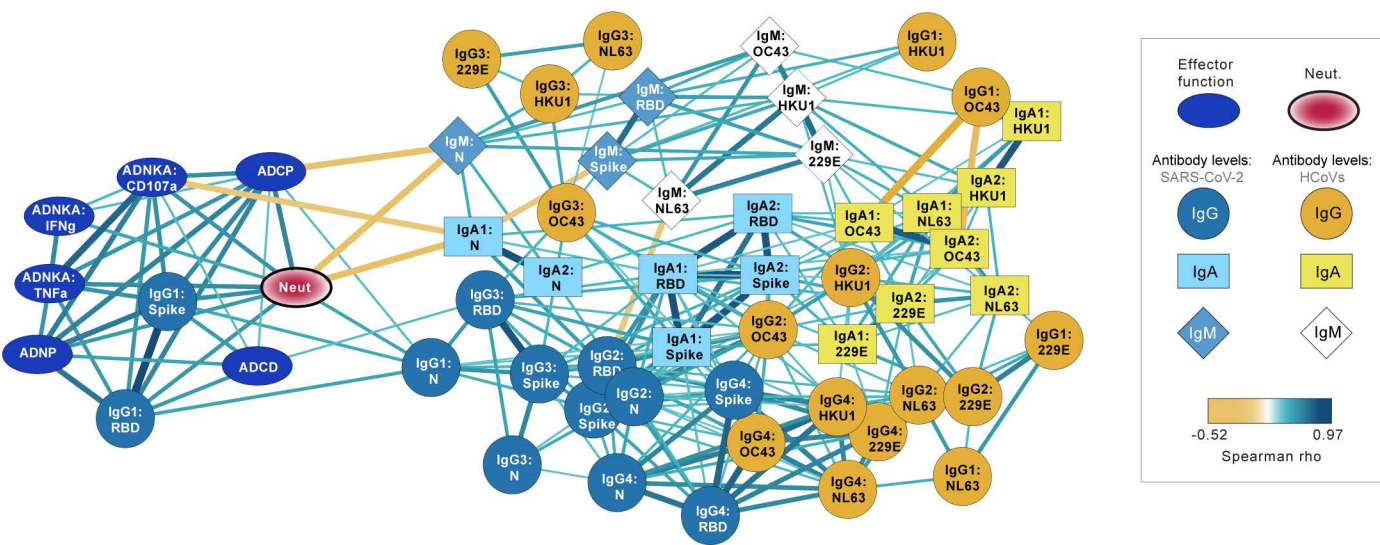 IgG3:
229E
IgG3:
NL63
IgG3:
HKU1
IgM:
OC43
IgG1:
HKU1
IgM:
RBD
IgM:
HKU1
IgG1:
OC43
IgA1:
HKU1
IgM:
N
IgM:
Spike
IgM:
229E
ADCP
ADNKA:
CD107a
IgM:
NL63
IgA2:
HKU1
ADNKA:
IFNg
IgG3:
OC43
IgA2:
RBD
IgA1:
OC43
IgA1:
NL63
IgA1:
N
IgA2:
OC43
ADNKA:
TNFa
Neut
IgA2:
N
IgA1:
RBD
IgA2:
Spike
IgG2:
HKU1
IgG1:
Spike
IgG3:
RBD
IgA2:
229E
IgA2:
NL63
IgG2:
OC43
IgA1:
Spike
IgA1:
229E
IgG1:
229E
ADNP
ADCD
IgG1:
N
IgG3:
Spike
IgG2:
RBD
IgG2:
N
IgG2:
Spike
IgG4:
Spike
IgG4:
HKU1
IgG2:
NL63
IgG2:
229E
IgG1:
RBD
IgG4:
OC43
IgG4:
229E
IgG3:
N
IgG4:
N
IgG4:
NL63
IgG1:
NL63
IgG4:
RBD
Effector
function
Neut.
Antibody levels:
SARS-CoV-2
Antibody levels:
HCoVs
IgG
IgG
IgA
IgA
IgM
IgM
-0.52
0.97
Spearman rho